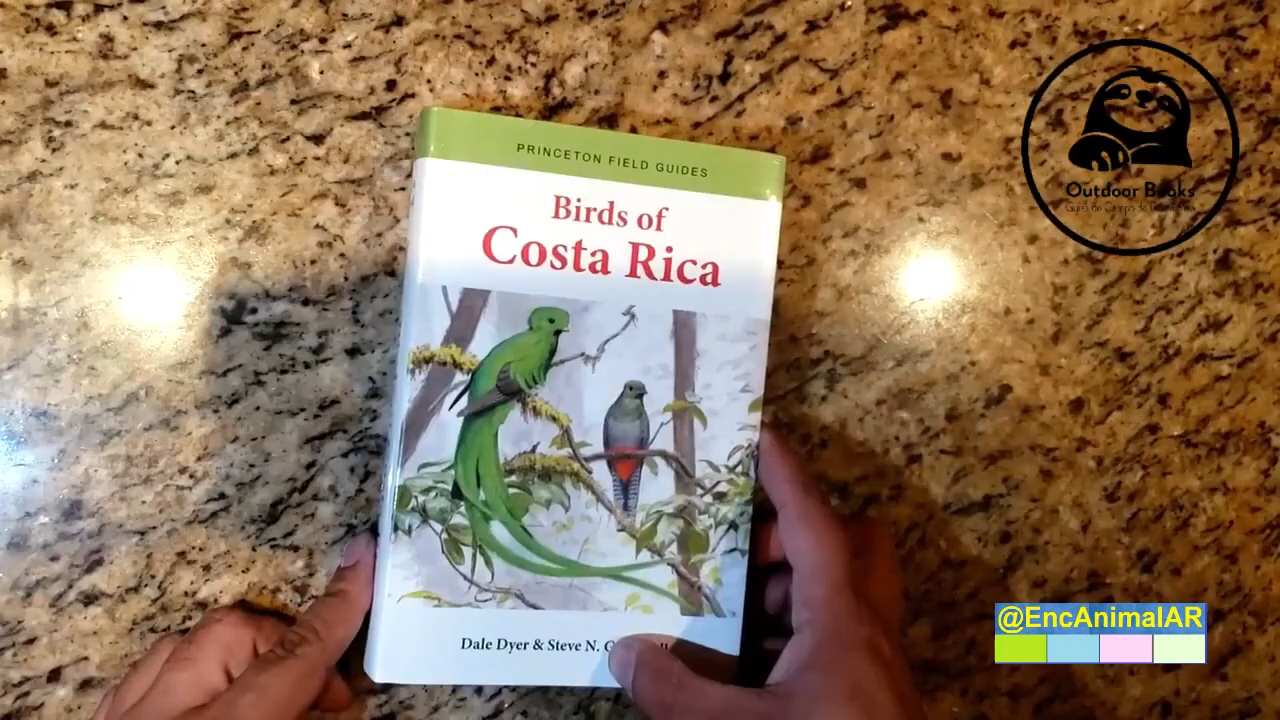 PRINCETON FIELD GUIDES
Birds of
Costa Rica
Dale Dyer & Steve N.
Outdoor Books
@EncAnimalAR